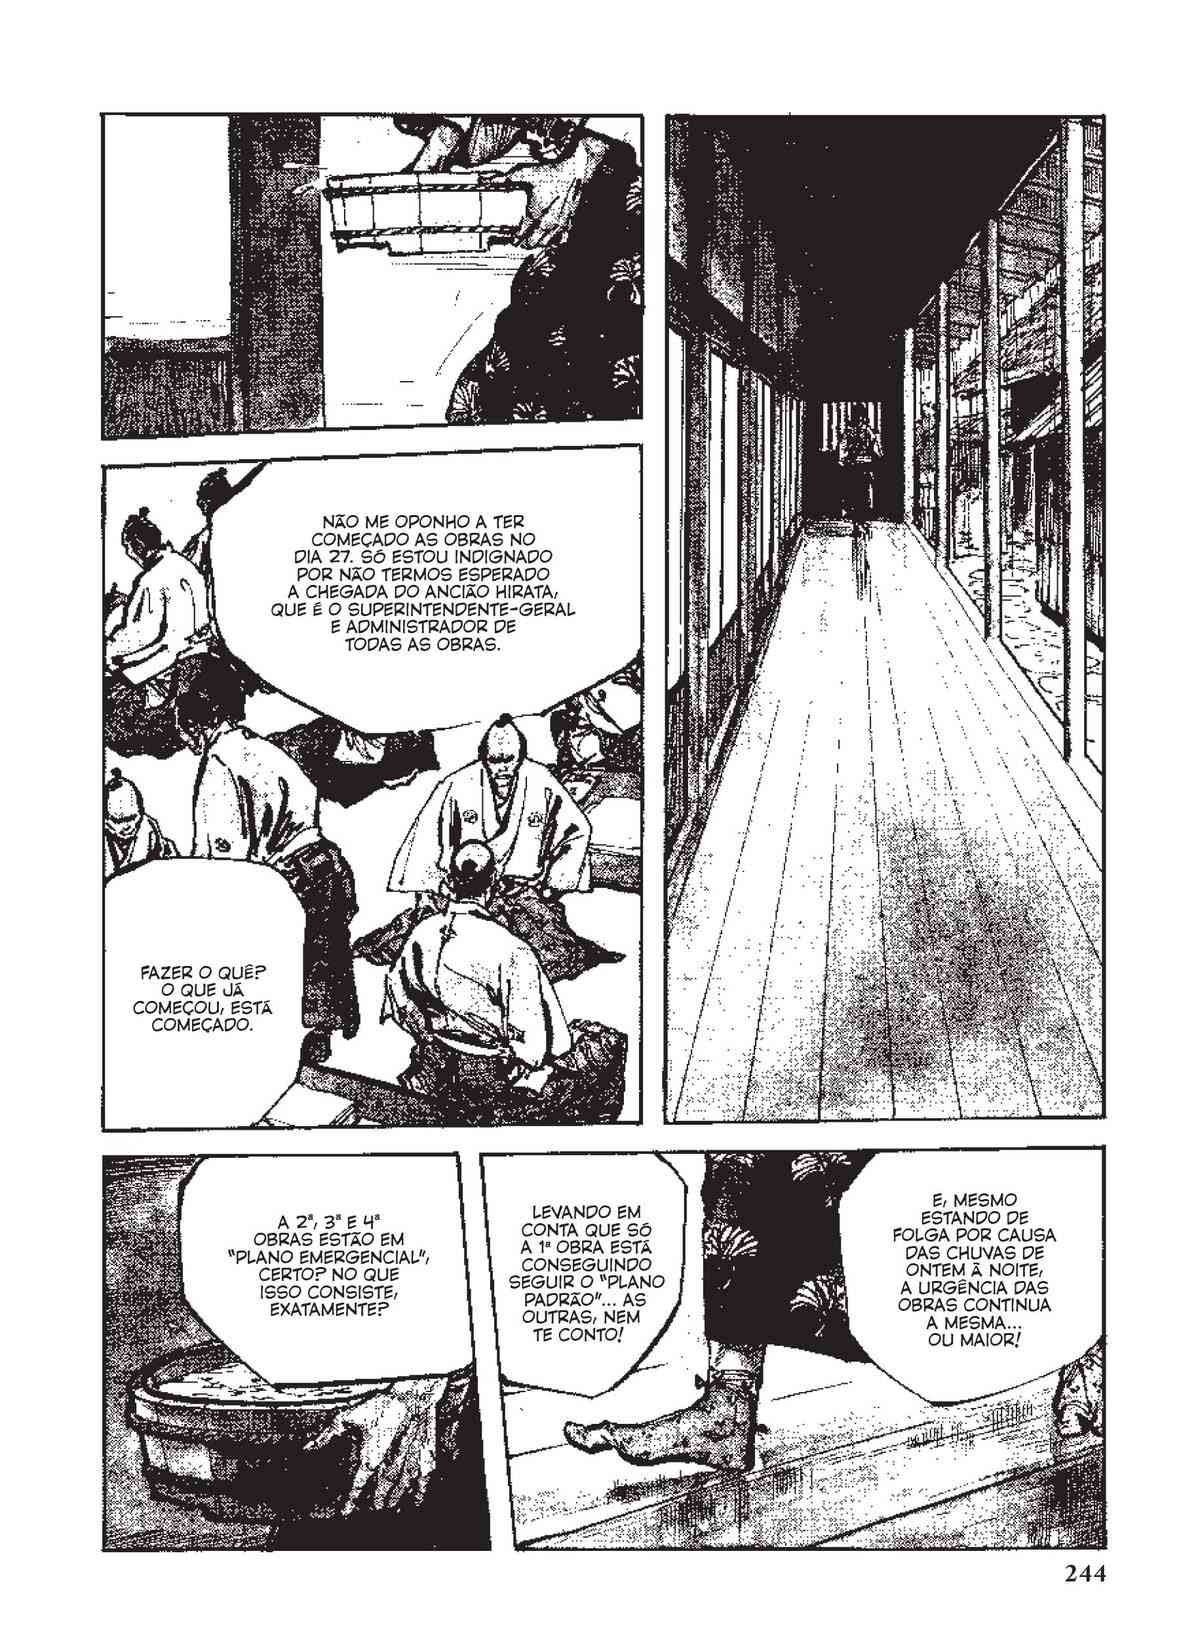 NÃO ME OPONHO A TER
COMEÇADO AS OBRAS NO
DIA 27. SÓ ESTOU INDIGNADO
POR NÃO TERMOS ESPERADO
A CHEGADA DO ANCIÃO HIRATA,
QUE É O SUPERINTENDENTE-GERAL
E ADMINISTRADOR DE
TODAS AS OBRAS.
FAZER O QUÊ?
O QUE JÁ
COMEÇOU, ESTÁ
COMEÇADO.
E, MESMO
ESTANDO DE
FOLGA POR CAUSA
DAS CHUVAS DE
ONTEM À NOITE,
A URGÊNCIA DAS
OBRAS CONTINUA
A MESMA...
OU MAIOR!
LEVANDO EM
CONTA QUE SÓ
A 1ª OBRA ESTÁ
CONSEGUINDO
SEGUIR O "PLANO
PADRÃO"... AS
OUTRAS, NEM
TE CONTO!
A 2ª, 3ª E 4ª
OBRAS ESTÃO EM
"PLANO EMERGENCIAL",
CERTO? NO QUE
ISSO CONSISTE,
EXATAMENTE?
244